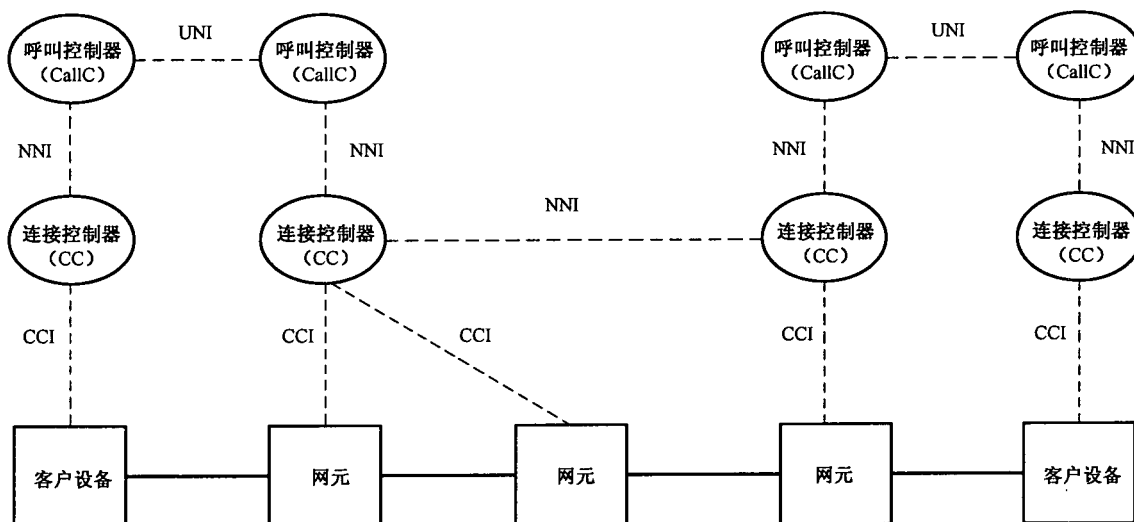 UNI
UNI
呼叫控制器
(CallC)
呼叫控制器
(CallC)
呼叫控制器
(CallC)
呼叫控制器
(CallC)
NNI
NNI
NNI
NNI
NNI
连接控制器
(CC)
连接控制器
(CC)
连接控制器
(CC)
连接控制器
(CC)
CCI
CCI
CCI
CCI
CCI
客户设备
网元
网元
网元
客户设备